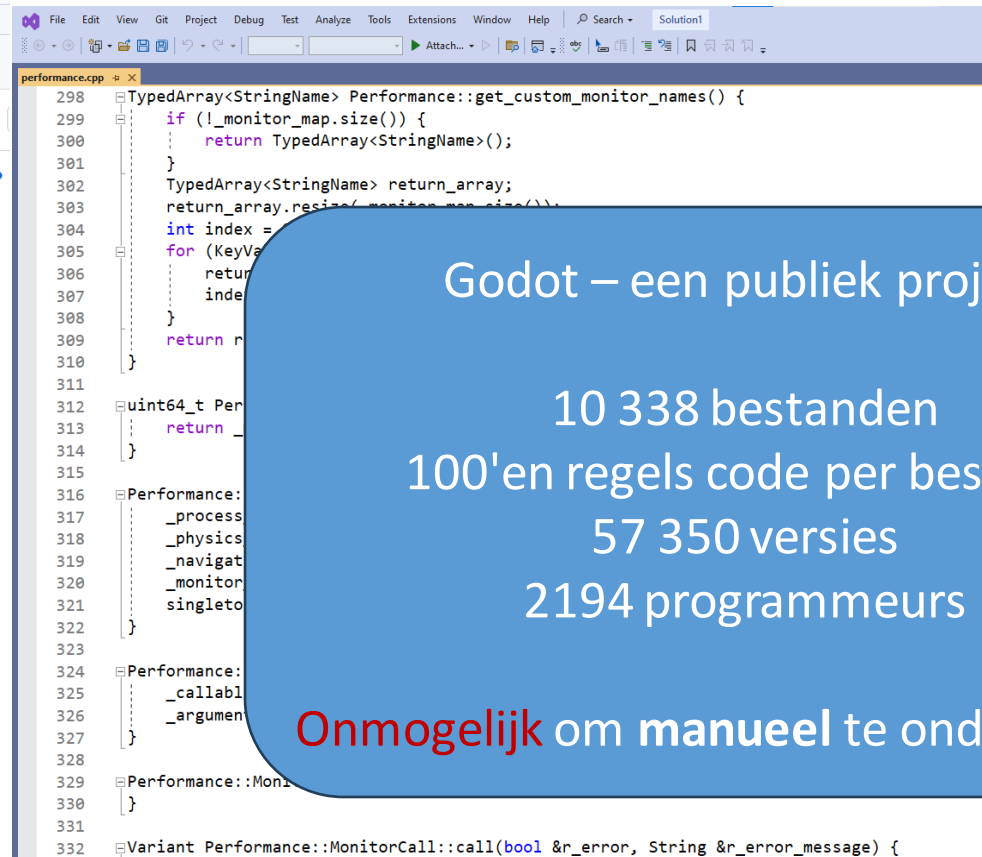 File Edit View Git Project Debug Test Analyze Tools Extensions Window Help Search Solution1
Attach...
performance.cpp
298 TypedArray<StringName> Performance::get_custom_monitor_names() {
299 if (!_monitor_map.size()) {
300 return TypedArray<StringName>();
301 }
302 TypedArray<StringName> return_array;
303 return_array.resize(_monitor_map.size());
304 int index =
305 for (KeyVa
306 retur
307 inde
308 }
309 return r
310 }
311
312 uint64_t Per
313 return _
314 }
315
316 Performance:
317 _process
318 _physics
319 _navigat
320 _monitor
321 singleto
322 }
323
324 Performance:
325 _callabl
326 _argumen
327 }
328
329 Performance::Moni
330 }
331
332 Variant Performance::MonitorCall::call(bool &r_error, String &r_error_message) {
Godot – een publiek proj
10 338 bestanden
100'en regels code per bes
57 350 versies
2194 programmeurs
Onmogelijk om manueel te ond